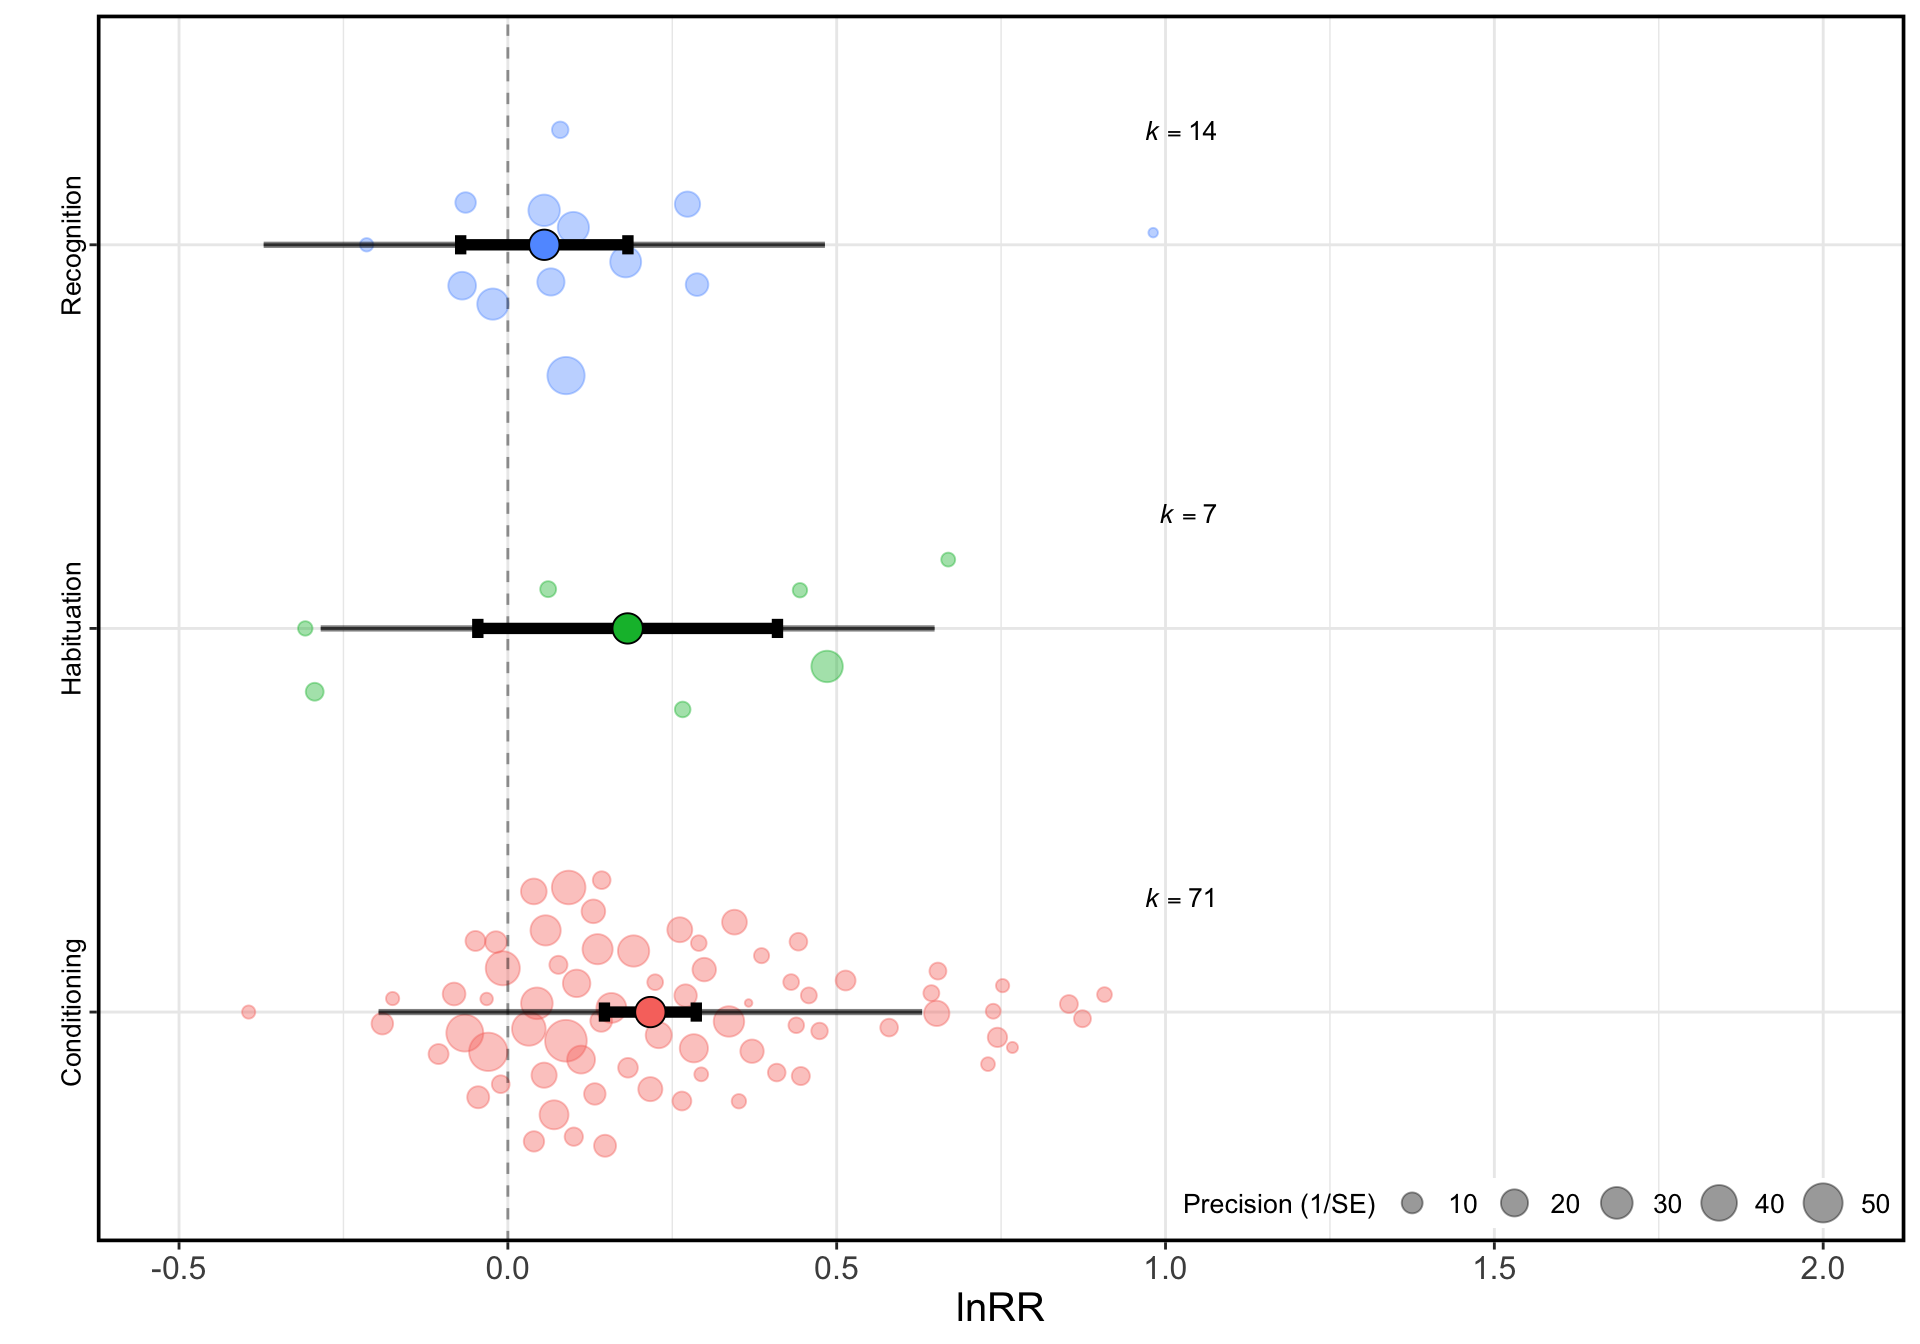 k = 14
Recognition
k = 7
Habituation
k = 71
Conditioning
Precision (1/SE) 10 20 30 40 50
-0.5 0.0 0.5 1.0 1.5 2.0
lnRR